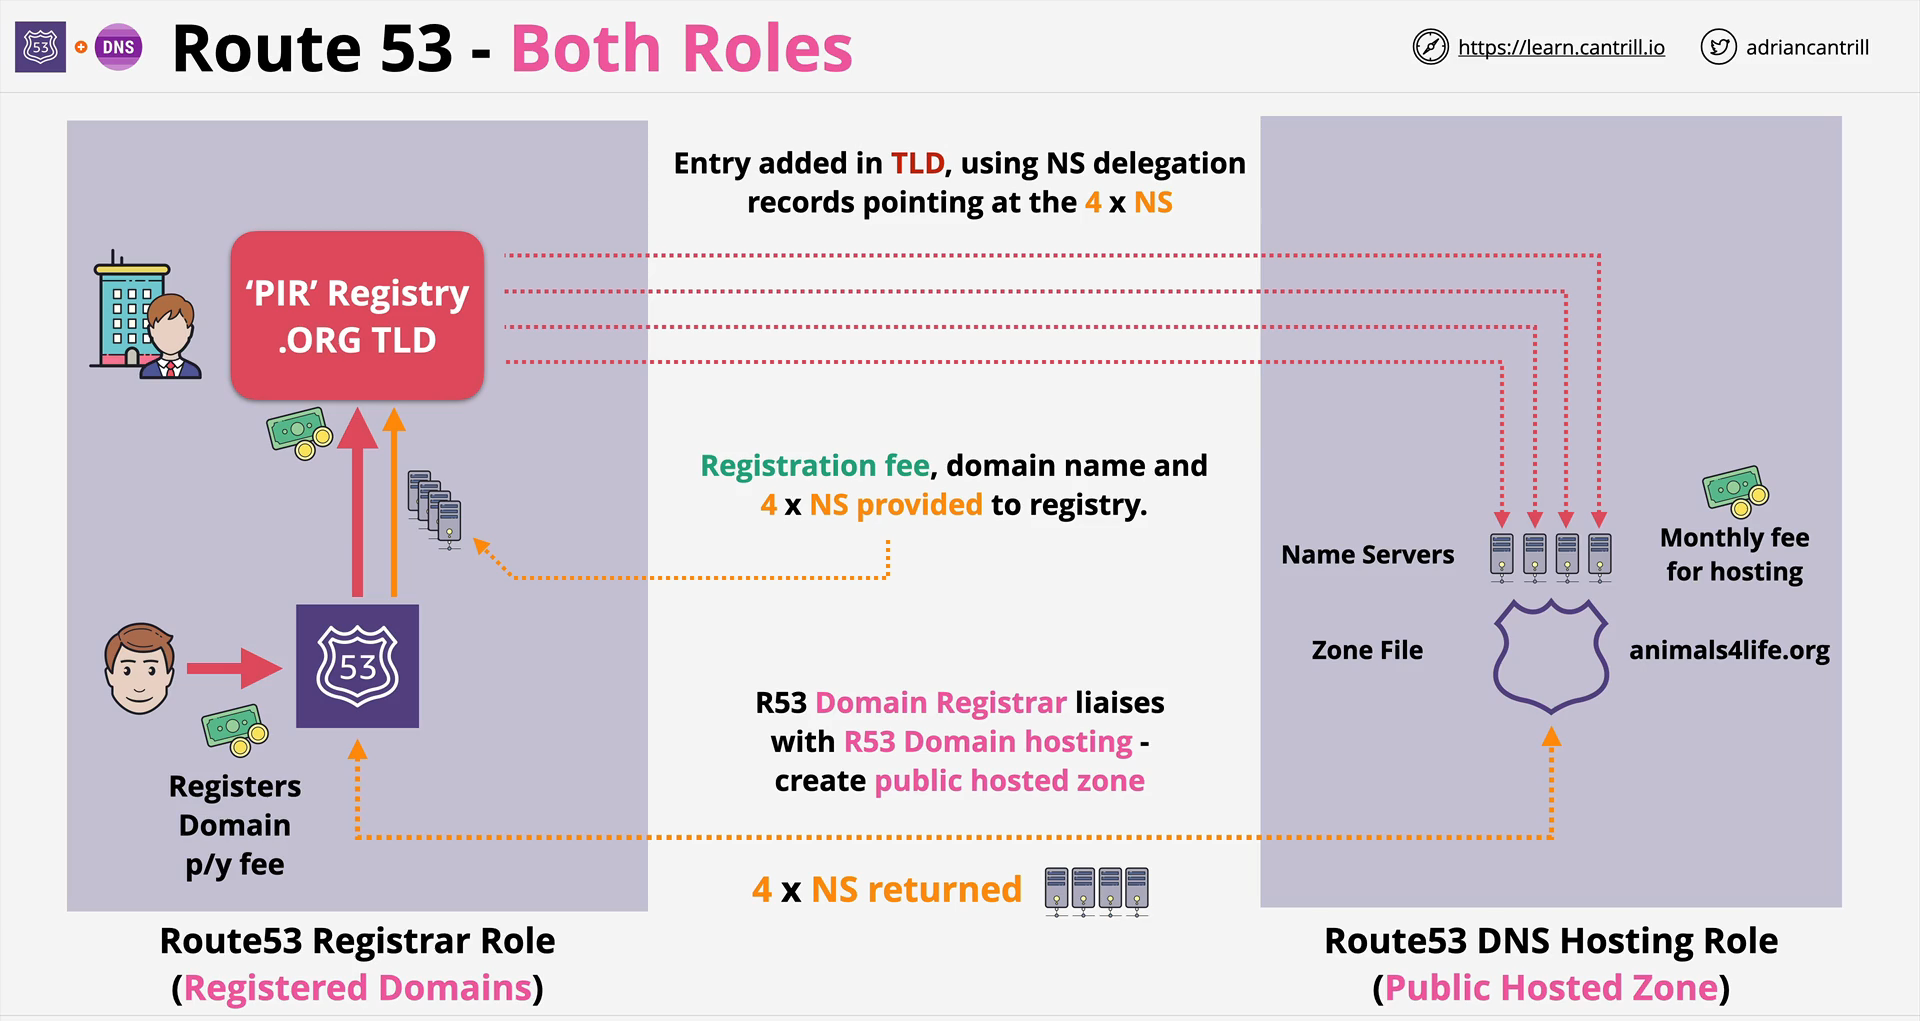 53
DNS
Route 53 - Both Roles
https://learn.cantrill.io
adriancantrill
Entry added in TLD, using NS delegation
records pointing at the 4 x NS
‘PIR’ Registry
.ORG TLD
Registration fee, domain name and
4 x NS provided to registry.
Name Servers
Monthly fee
for hosting
53
Zone File
animals4life.org
R53 Domain Registrar liaises
with R53 Domain hosting -
create public hosted zone
Registers
Domain
p/y fee
4 x NS returned
Route53 Registrar Role
(Registered Domains)
Route53 DNS Hosting Role
(Public Hosted Zone)